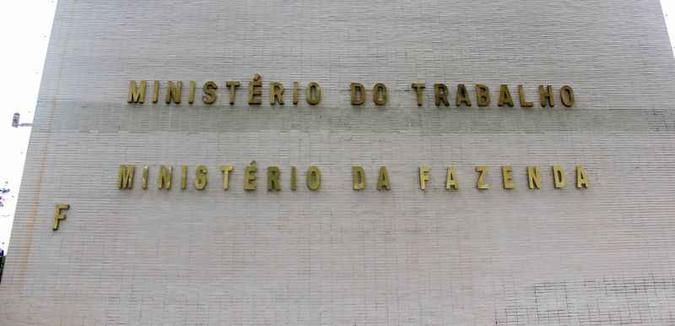 MINISTÉRIO DO TRABALHO
MINISTÉRIO DA FAZENDA
F